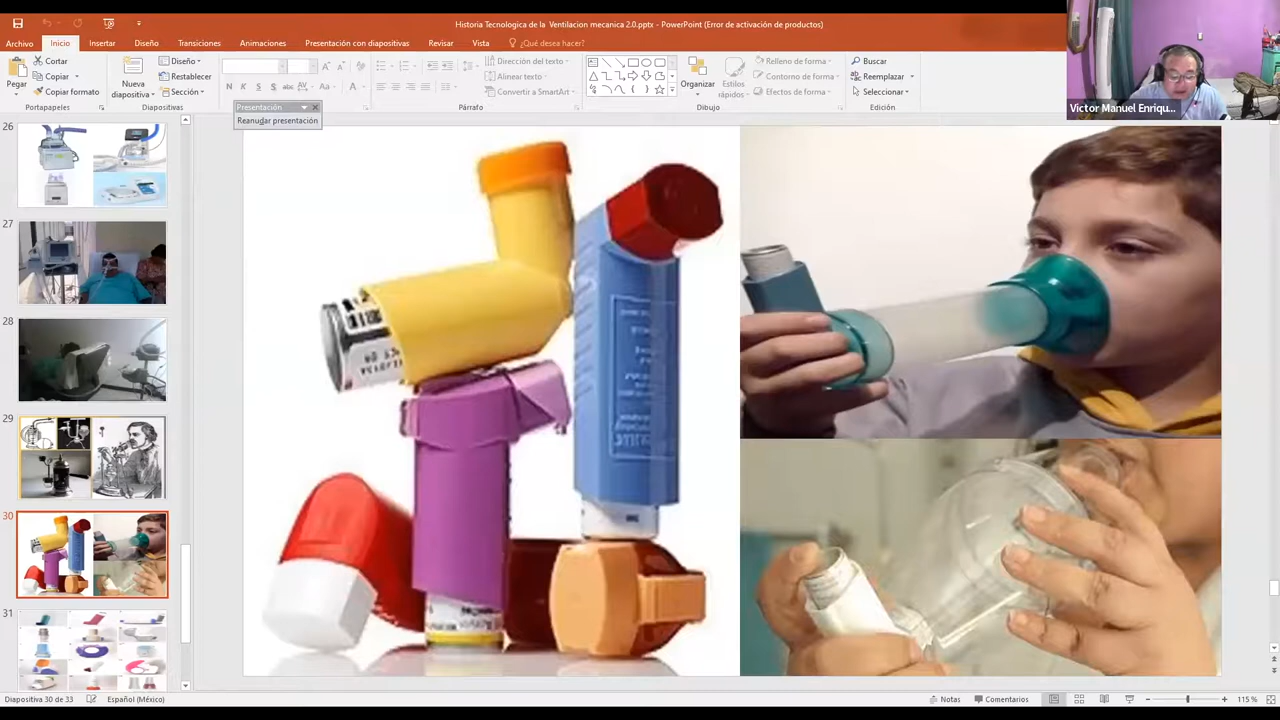 Historia Tecnologica de la Ventilacion mecanica 2.0.pptx - PowerPoint (Error de activación de productos)
Archivo
Inicio
Insertar
Diseño
Transiciones
Animaciones
Presentación con diapositivas
Revisar
Vista
¿Qué desea hacer?
Pegar
Cortar
Copiar
Copiar formato
Portapapeles
Nueva diapositiva
Diseño
Restablecer
Sección
Diapositivas
N K S abc AV Aa A
Dirección del texto
Alinear texto
Convertir a SmartArt
Párrafo
Organizar
Estilos rápidos
Relleno de forma
Contorno de forma
Efectos de forma
Dibujo
Buscar
Reemplazar
Seleccionar
Edición
Victor Manuel Enriqu...
Presentación
Reanudar presentación
26
27
28
29
30
31
Diapositiva 30 de 33
Español (México)
Notas
Comentarios
115 %